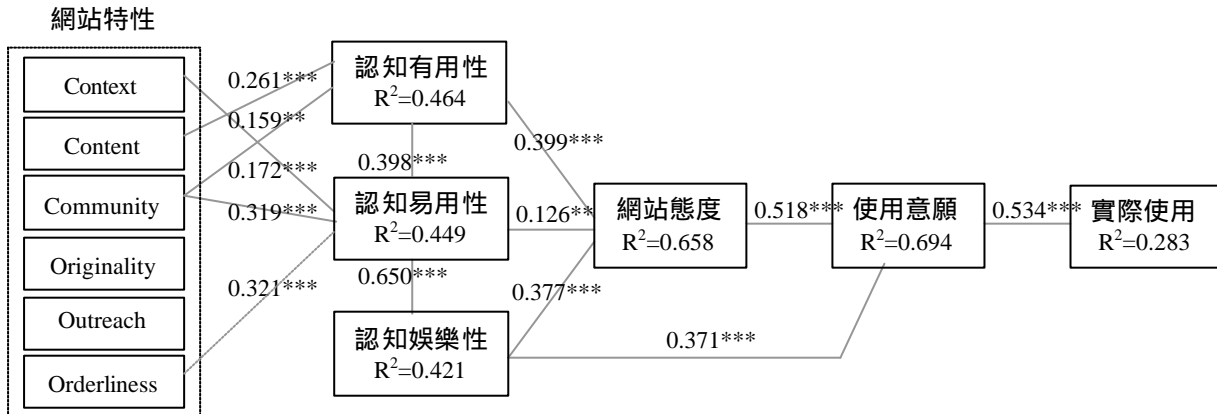 網站特性
Context
Content
Community
Originality
Outreach
Orderliness
0.261***
0.159**
0.172***
0.319***
0.321***
認知有用性
R²=0.464
0.398***
認知易用性
R²=0.449
0.650***
認知娛樂性
R²=0.421
0.399***
0.126**
0.377***
0.371***
網站態度
R²=0.658
0.518***
使用意願
R²=0.694
0.534***
實際使用
R²=0.283